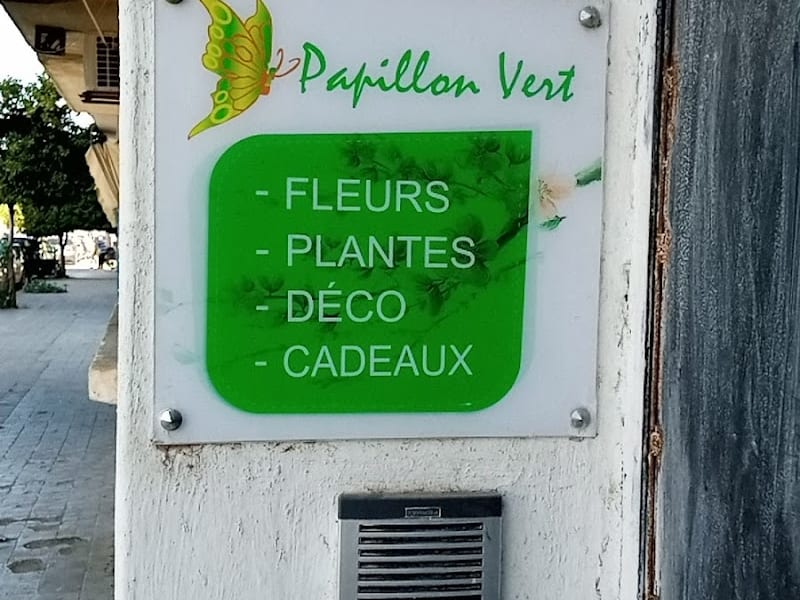 Papillon Vert
- FLEURS
- PLANTES
- DÉCO
- CADEAUX